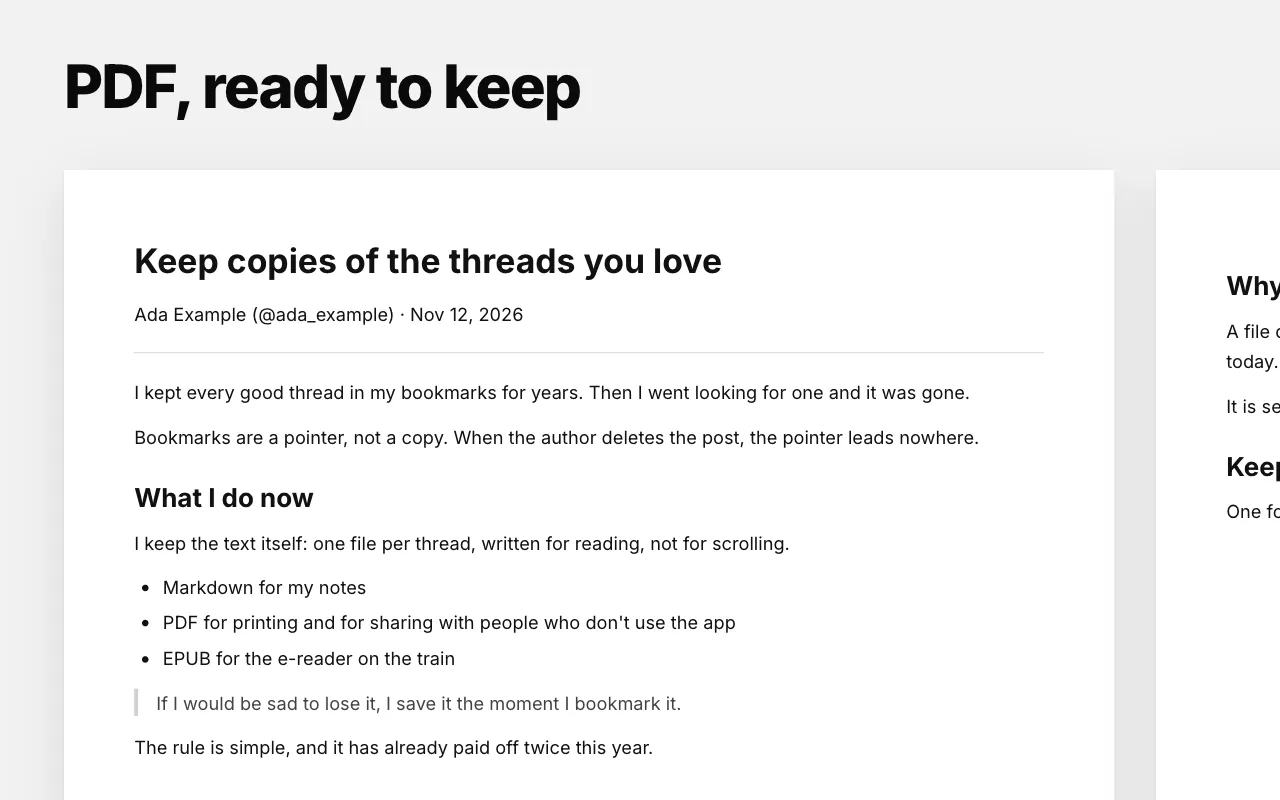 PDF, ready to keep
Keep copies of the threads you love
Ada Example (@ada_example) · Nov 12, 2026
I kept every good thread in my bookmarks for years. Then I went looking for one and it was gone.
Bookmarks are a pointer, not a copy. When the author deletes the post, the pointer leads nowhere.
What I do now
I keep the text itself: one file per thread, written for reading, not for scrolling.
• Markdown for my notes
• PDF for printing and for sharing with people who don't use the app
• EPUB for the e-reader on the train
If I would be sad to lose it, I save it the moment I bookmark it.
The rule is simple, and it has already paid off twice this year.
Why
A file
today.
It is
Keep
One